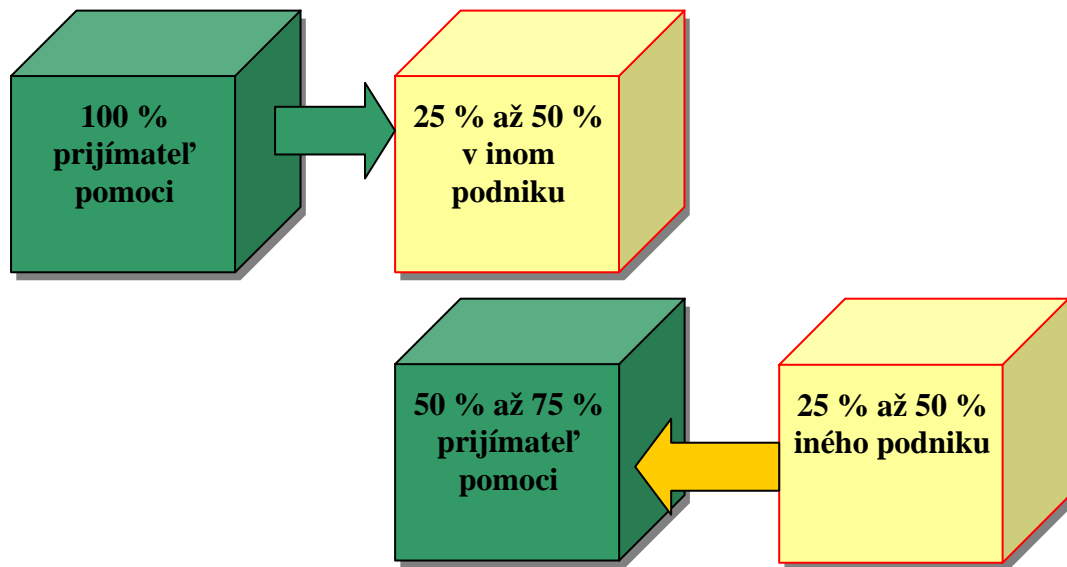 100 %
prijímateľ
pomoci
25 % až 50 %
v inom
podniku
50 % až 75 %
prijímateľ
pomoci
25 % až 50 %
iného podniku